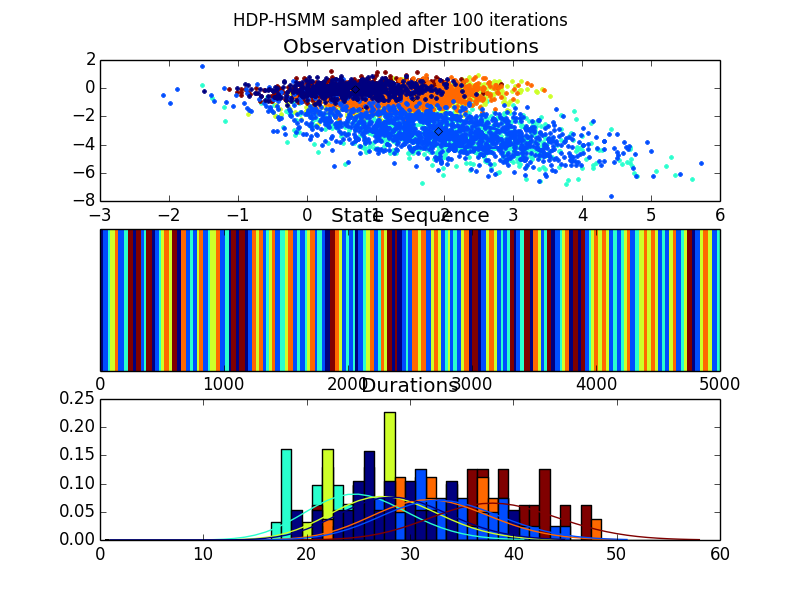 HDP-HSMM sampled after 100 iterations
Observation Distributions
2
0
−2
−4
−6
−8
−3 −2 −1 0 1 2 3 4 5 6
State Sequence
0 1000 2000 3000 4000 5000
Durations
0.25
0.20
0.15
0.10
0.05
0.00
0 10 20 30 40 50 60